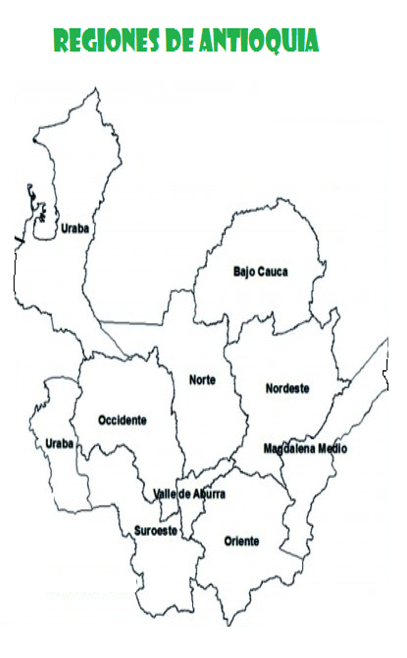 REGIONES DE ANTIOQUIA
Uraba
Bajo Cauca
Norte
Nordeste
Occidente
Uraba
Magdalena Medio
Valle de Aburra
Suroeste
Oriente